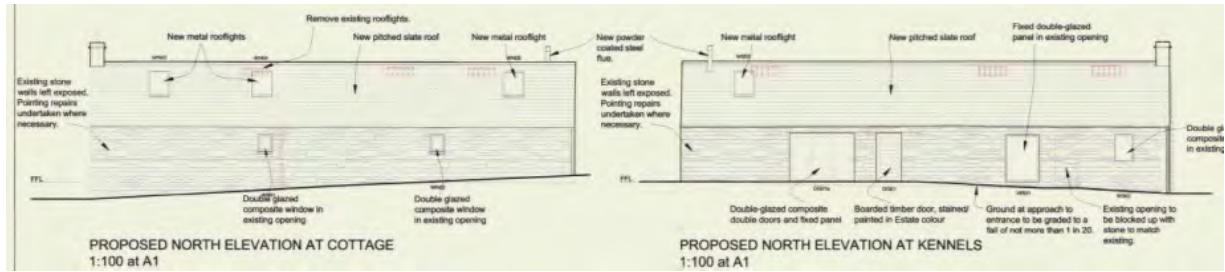 Remove existing rooflights.
New metal rooflights
New pitched slate roof
New metal rooflight
New powder
coated steel
flue.
Existing stone
walls left exposed.
Pointing repairs
undertaken where
necessary.
FFL
Double glazed
composite window in
existing opening
Double glazed
composite window in
existing opening
PROPOSED NORTH ELEVATION AT COTTAGE
1:100 at A1
Fixed double-glazed
panel in existing opening
New metal rooflight
New pitched slate roof
Existing stone
walls left exposed.
Pointing repairs
undertaken where
necessary.
Double gla
composite
in existing
FFL
Double-glazed composite
double doors and fixed panel
Boarded timber door, stained/
painted in Estate colour
Ground at approach to
entrance to be graded to a
fall of not more than 1 in 20.
Existing opening to
be blocked up with
stone to match
existing.
PROPOSED NORTH ELEVATION AT KENNELS
1:100 at A1